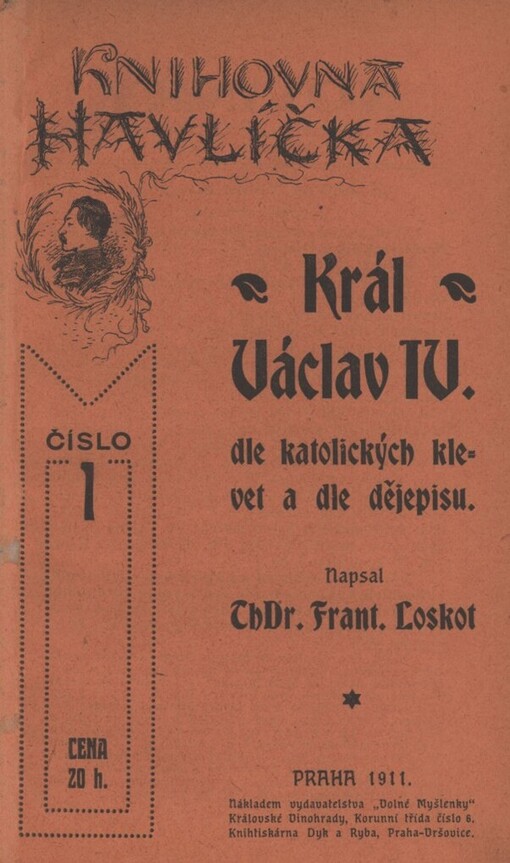 KNIHOVNA
HAVLÍČKA
Král
Václav IV.
dle katolických kle-
vet a dle dějepisu.
Napsal
ThDr. Frant. Loskot
ČÍSLO
1
CENA
20 h.
PRAHA 1911.
Nákladem vydavatelstva „Volné Myšlenky“
Královské Vinohrady, Korunní třída číslo 6.
Knihtiskárna Dyk a Ryba, Praha-Vršovice.